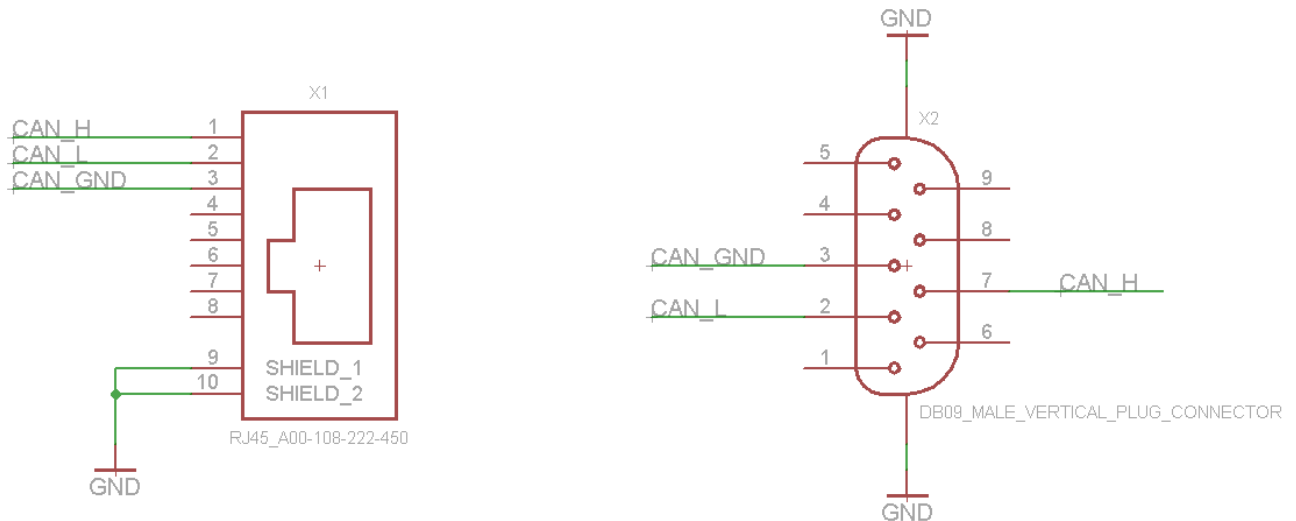 X1
CAN_H
CAN_L
CAN_GND
1
2
3
4
5
6
7
8
9
10
SHIELD_1
SHIELD_2
RJ45_A00-108-222-450
GND
GND
X2
5
9
4
8
CAN_GND
3
7
CAN_H
CAN_L
2
6
1
DB09_MALE_VERTICAL_PLUG_CONNECTOR
GND